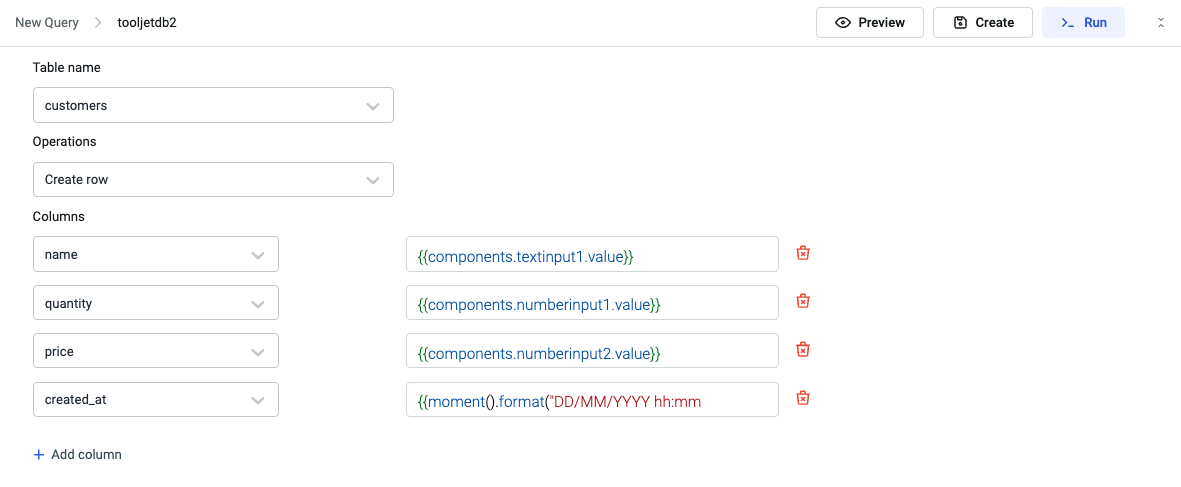 New Query > tooljetdb2 Preview Create >_ Run
Table name
customers
Operations
Create row
Columns
name {{components.textinput1.value}}
quantity {{components.numberinput1.value}}
price {{components.numberinput2.value}}
created_at {{moment().format("DD/MM/YYYY hh:mm
+ Add column